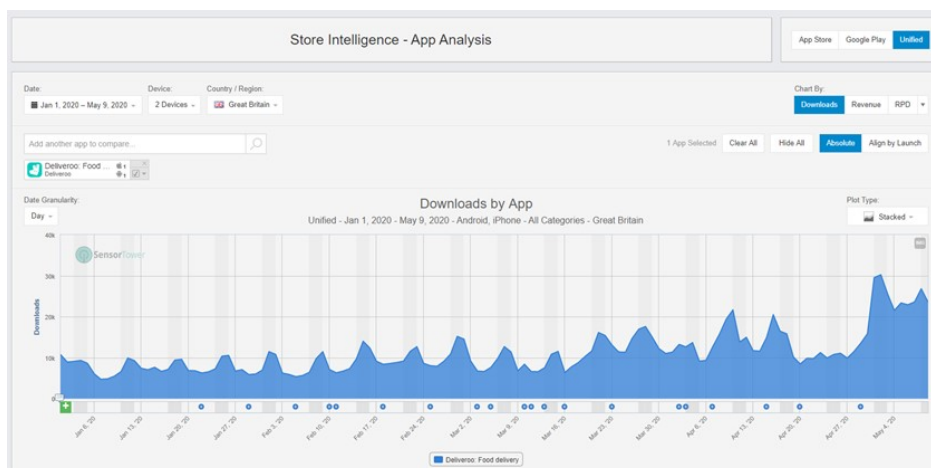 Store Intelligence - App Analysis
App Store Google Play Unified
Date: Device: Country / Region: Chart By:
Jan 1, 2020 – May 9, 2020 2 Devices Great Britain Downloads Revenue RPD
Add another app to compare... 1 App Selected Clear All Hide All Absolute Align by Launch
Deliveroo: Food ... 1
Deliveroo 1
Date Granularity: Downloads by App Plot Type:
Day Unified - Jan 1, 2020 - May 9, 2020 - Android, iPhone - All Categories - Great Britain Stacked
40k
SensorTower
30k
Downloads
20k
10k
0
Jan 6, '20 Jan 13, '20 Jan 20, '20 Jan 27, '20 Feb 3, '20 Feb 10, '20 Feb 17, '20 Feb 24, '20 Mar 2, '20 Mar 9, '20 Mar 16, '20 Mar 23, '20 Mar 30, '20 Apr 6, '20 Apr 13, '20 Apr 20, '20 Apr 27, '20 May 4, '20
Deliveroo: Food delivery